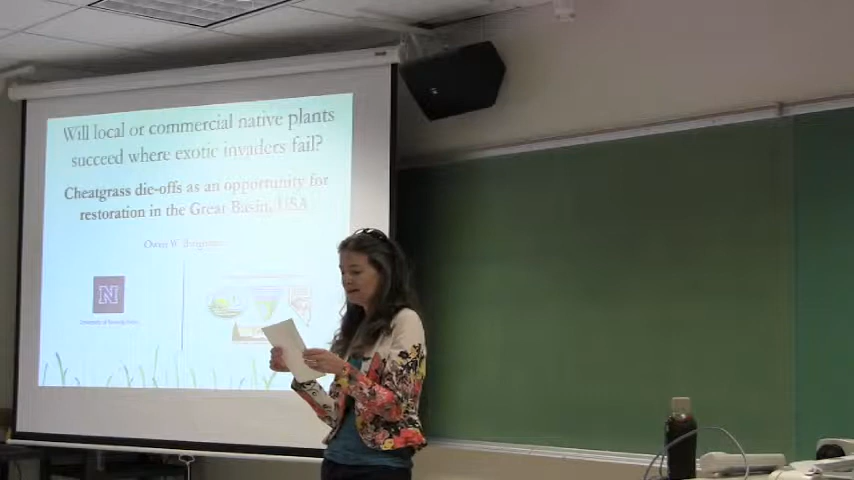 Will local or commercial native plants
succeed where exotic invaders fail?
Cheatgrass die-offs as an opportunity for
restoration in the Great Basin, USA
Owen W.
N